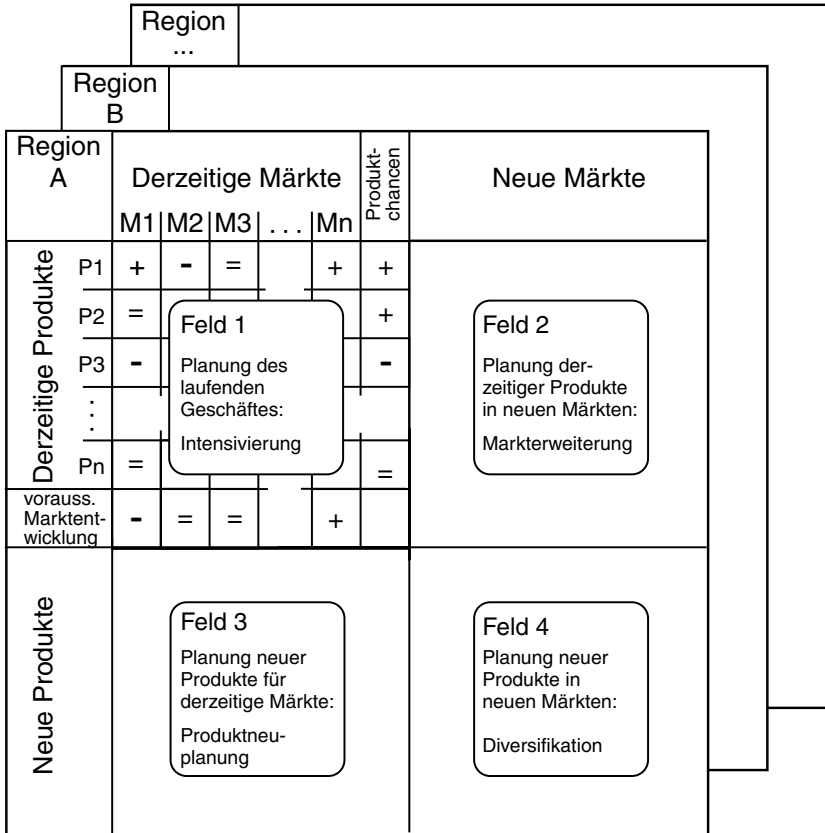 Region
...
Region
B
Region
A
Derzeitige Märkte
Produkt-
chancen
Neue Märkte
M1 M2 M3 ... Mn
Derzeitige Produkte
P1 + - = + +
P2 = +
P3 - -
...
Pn = =
vorauss.
Marktent-
wicklung
- = = +
Feld 1
Planung des
laufenden
Geschäftes:
Intensivierung
Feld 2
Planung der-
zeitiger Produkte
in neuen Märkten:
Markterweiterung
Neue Produkte
Feld 3
Planung neuer
Produkte für
derzeitige Märkte:
Produktneu-
planung
Feld 4
Planung neuer
Produkte in
neuen Märkten:
Diversifikation